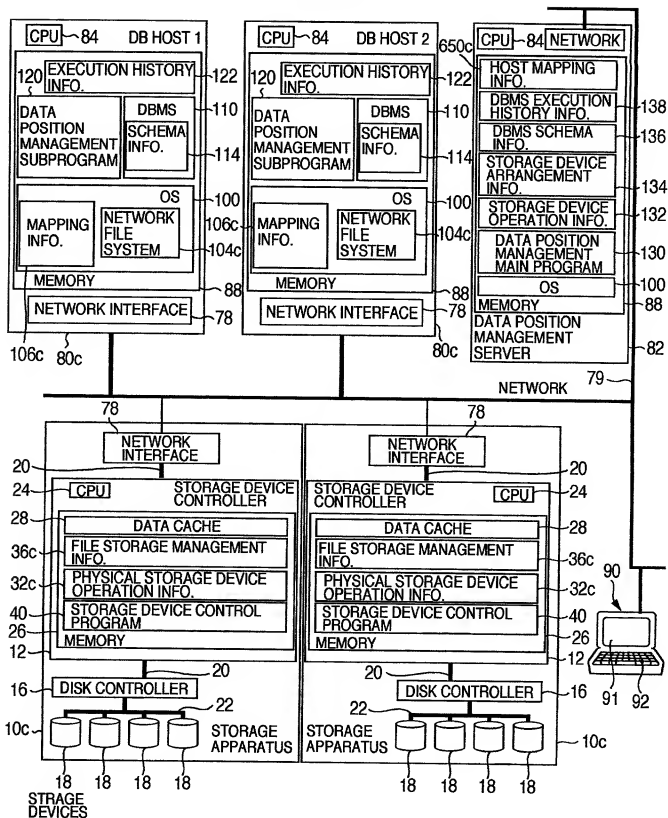 CPU 84 DB HOST 1
120 EXECUTION HISTORY INFO. 122
DATA POSITION MANAGEMENT SUBPROGRAM
DBMS 110
SCHEMA INFO. 114
OS 100
MAPPING INFO.
NETWORK FILE SYSTEM
104c
MEMORY 88
NETWORK INTERFACE 78
106c 80c
CPU 84 DB HOST 2
120 EXECUTION HISTORY INFO. 122
DATA POSITION MANAGEMENT SUBPROGRAM
DBMS 110
SCHEMA INFO. 114
OS 100
106c
MAPPING INFO.
NETWORK FILE SYSTEM
104c
MEMORY 88
NETWORK INTERFACE 78
80c
650c CPU 84 NETWORK
HOST MAPPING INFO.
DBMS EXECUTION HISTORY INFO. 138
DBMS SCHEMA INFO. 136
STORAGE DEVICE ARRANGEMENT INFO. 134
STORAGE DEVICE OPERATION INFO. 132
DATA POSITION MANAGEMENT MAIN PROGRAM 130
OS 100
MEMORY 88
DATA POSITION MANAGEMENT SERVER 82
79
NETWORK
78
NETWORK INTERFACE
20
24 CPU STORAGE DEVICE CONTROLLER
28 DATA CACHE
36c FILE STORAGE MANAGEMENT INFO.
32c PHYSICAL STORAGE DEVICE OPERATION INFO.
40 STORAGE DEVICE CONTROL PROGRAM
26 MEMORY
12
20
16 DISK CONTROLLER
22
10c STORAGE APPARATUS
18 18 18 18
STRAGE DEVICES
78
NETWORK INTERFACE
20
STORAGE DEVICE CONTROLLER CPU 24
DATA CACHE 28
FILE STORAGE MANAGEMENT INFO. 36c
PHYSICAL STORAGE DEVICE OPERATION INFO. 32c
STORAGE DEVICE CONTROL PROGRAM 40
MEMORY 26
12
20
DISK CONTROLLER 16
22
STORAGE APPARATUS 10c
18 18 18 18
90
91 92